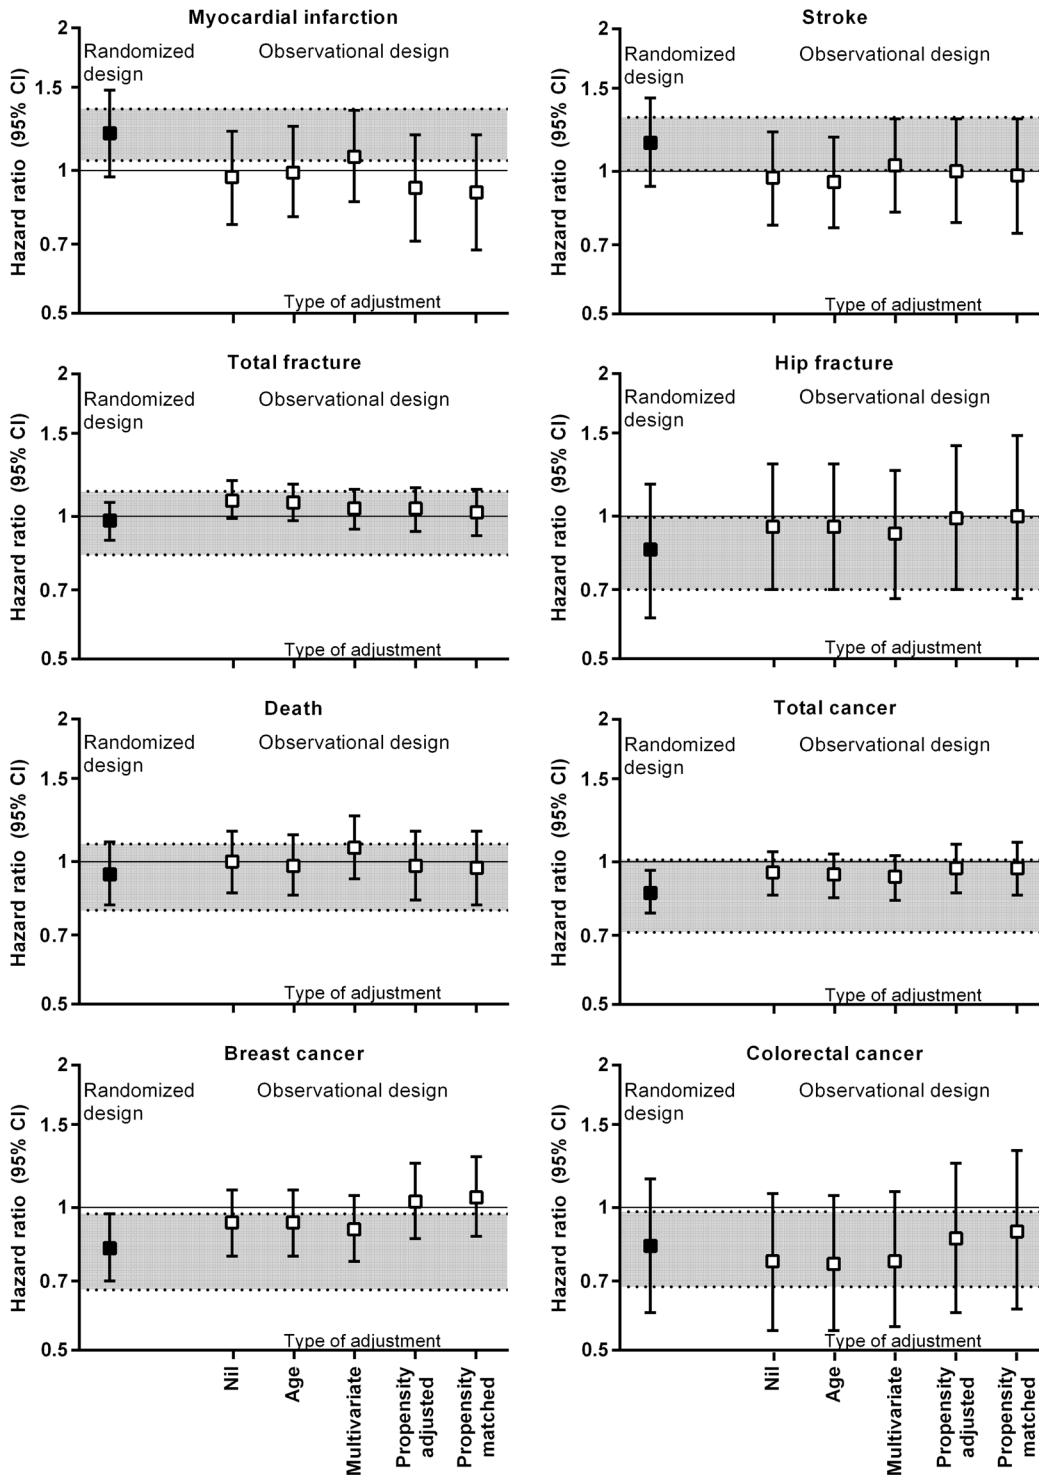 Myocardial infarction
Hazard ratio (95% CI)
2
1.5
1
0.7
0.5
Randomized
design
Observational design
Type of adjustment
Stroke
Hazard ratio (95% CI)
2
1.5
1
0.7
0.5
Randomized
design
Observational design
Type of adjustment
Total fracture
Hazard ratio (95% CI)
2
1.5
1
0.7
0.5
Randomized
design
Observational design
Type of adjustment
Hip fracture
Hazard ratio (95% CI)
2
1.5
1
0.7
0.5
Randomized
design
Observational design
Type of adjustment
Death
Hazard ratio (95% CI)
2
1.5
1
0.7
0.5
Randomized
design
Observational design
Type of adjustment
Total cancer
Hazard ratio (95% CI)
2
1.5
1
0.7
0.5
Randomized
design
Observational design
Type of adjustment
Breast cancer
Hazard ratio (95% CI)
2
1.5
1
0.7
0.5
Randomized
design
Observational design
Type of adjustment
Nil
Age
Multivariate
Propensity
adjusted
Propensity
matched
Colorectal cancer
Hazard ratio (95% CI)
2
1.5
1
0.7
0.5
Randomized
design
Observational design
Type of adjustment
Nil
Age
Multivariate
Propensity
adjusted
Propensity
matched